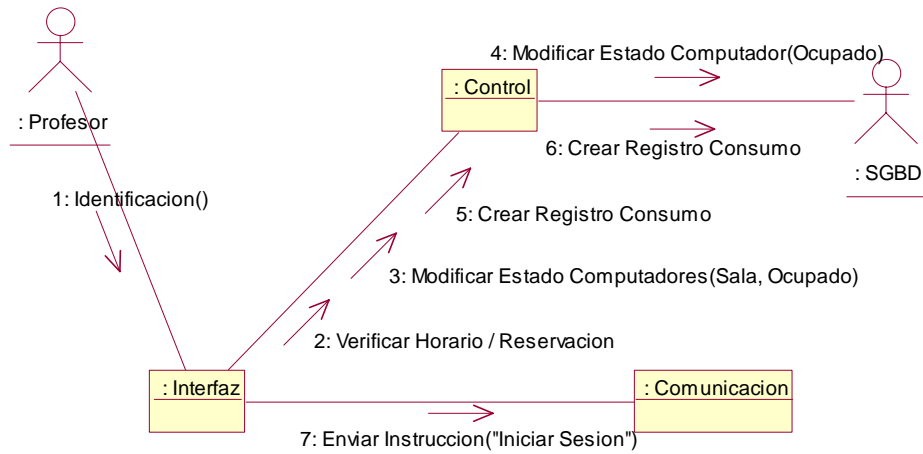 4: Modificar Estado Computador(Ocupado)
: Control
: Profesor
6: Crear Registro Consumo
: SGBD
1: Identificacion()
5: Crear Registro Consumo
3: Modificar Estado Computadores(Sala, Ocupado)
2: Verificar Horario / Reservacion
: Interfaz
: Comunicacion
7: Enviar Instruccion("Iniciar Sesion")